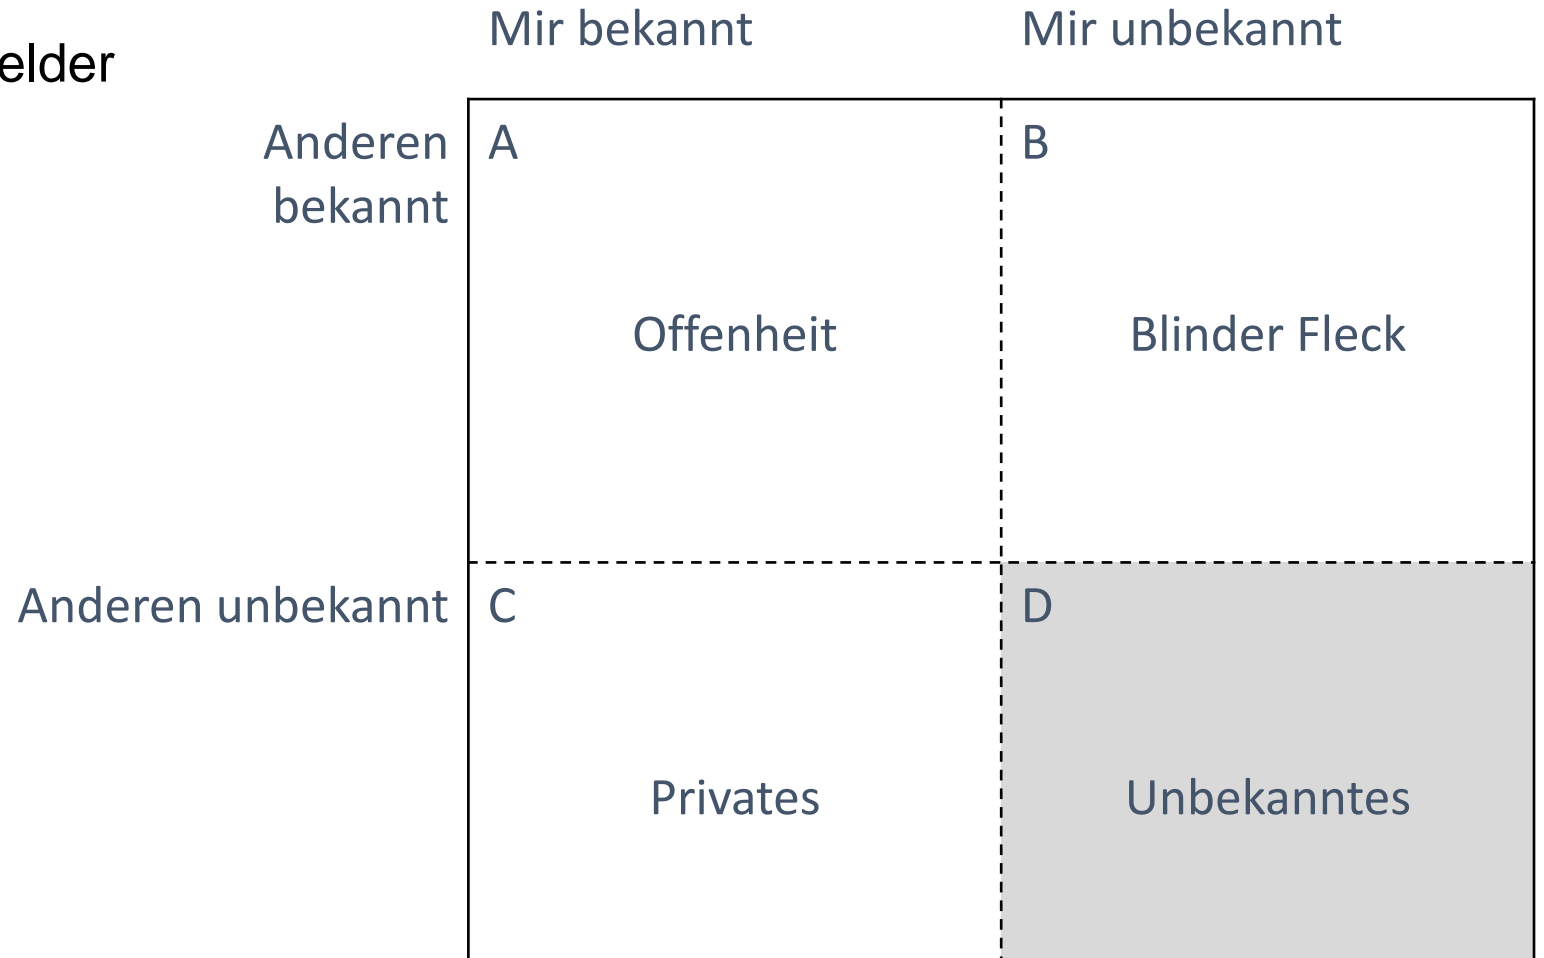 Mir bekannt
Mir unbekannt
elder
Anderen
bekannt
A
B
Offenheit
Blinder Fleck
Anderen unbekannt
C
D
Privates
Unbekanntes